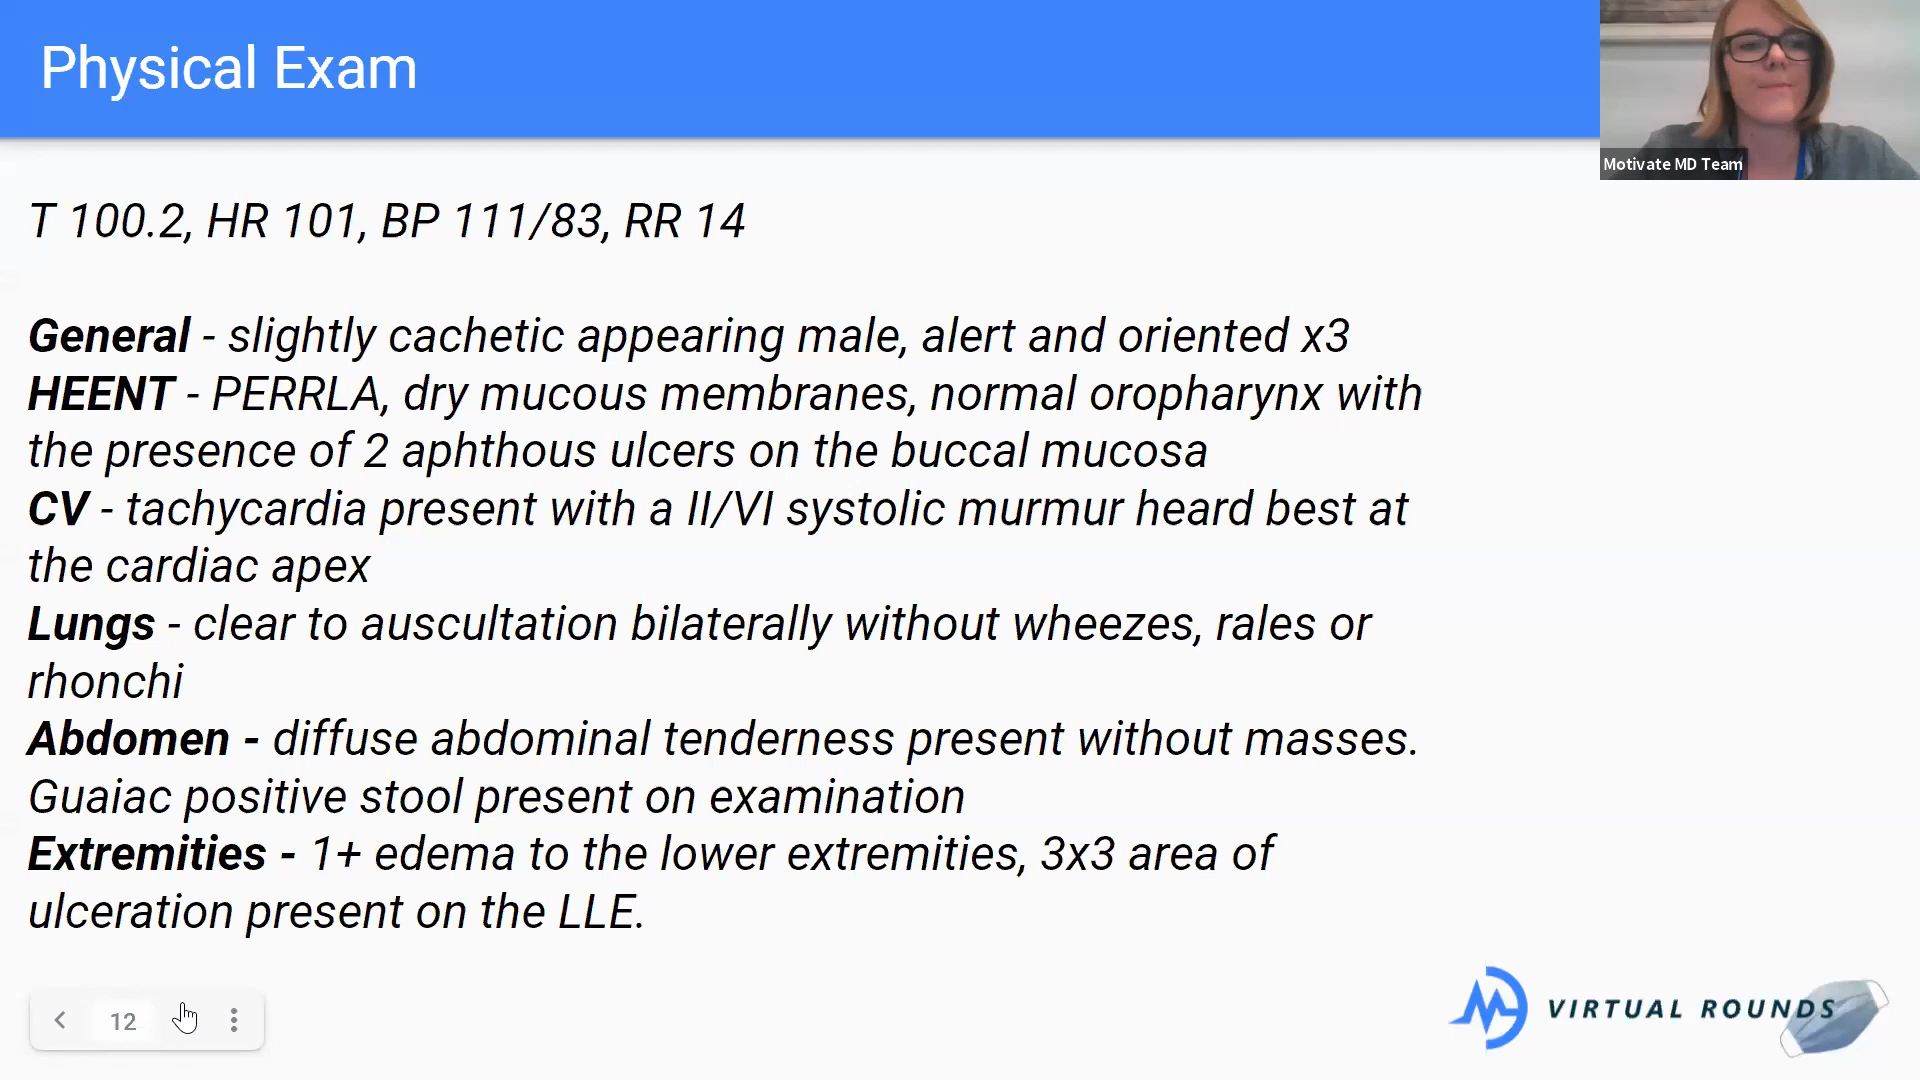 Physical Exam
Motivate MD Team
T 100.2, HR 101, BP 111/83, RR 14
General - slightly cachetic appearing male, alert and oriented x3
HEENT - PERRLA, dry mucous membranes, normal oropharynx with
the presence of 2 aphthous ulcers on the buccal mucosa
CV - tachycardia present with a II/VI systolic murmur heard best at
the cardiac apex
Lungs - clear to auscultation bilaterally without wheezes, rales or
rhonchi
Abdomen - diffuse abdominal tenderness present without masses.
Guaiac positive stool present on examination
Extremities - 1+ edema to the lower extremities, 3x3 area of
ulceration present on the LLE.
12
VIRTUAL ROUNDS